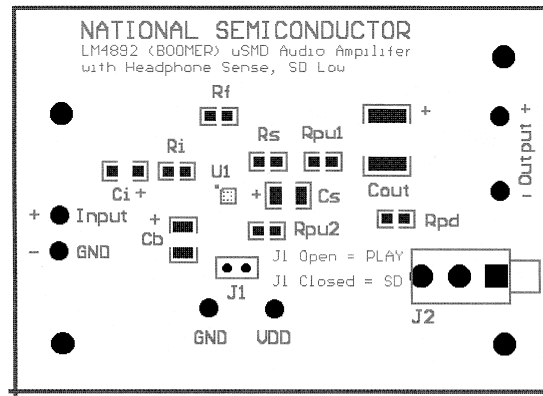 NATIONAL SEMICONDUCTOR
LM4892 (BOOMER) uSMD Audio Ampilifer
with Headphone Sense, SD Low
Rf
+
Output
+
−
Rs
Rpu1
Ri
U1
Ci +
+
Cs
Cout
+ Input
+
Cb
Rpu2
Rpd
− GND
J1 Open = PLAY
J1 Closed = SD
J1
J2
GND
VDD